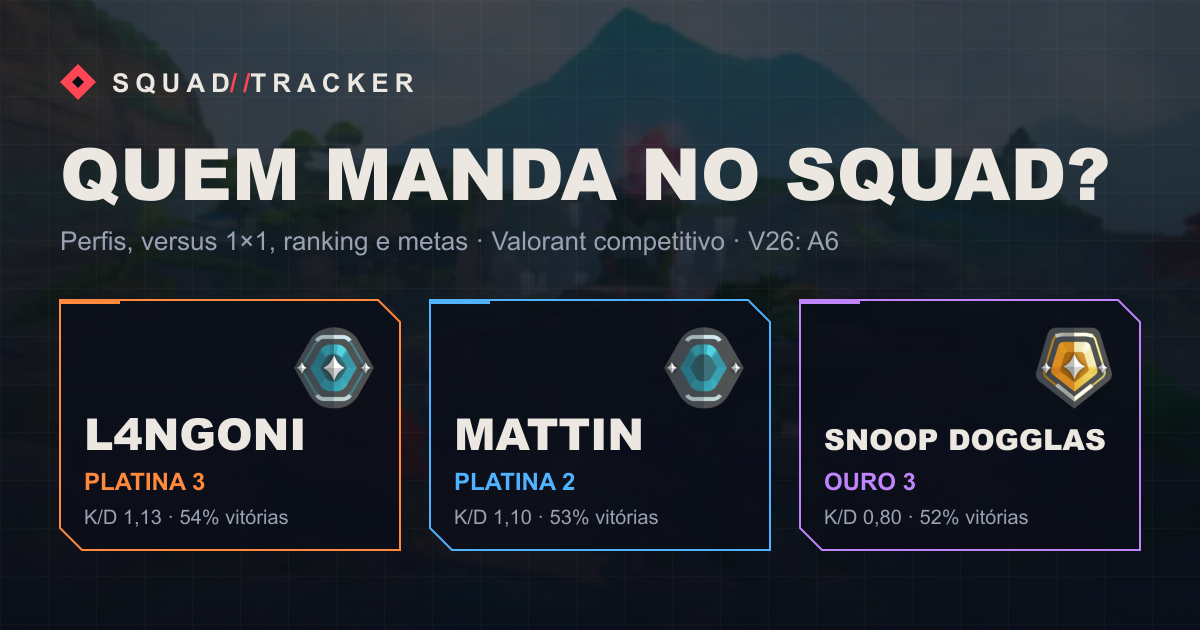 SQUAD//TRACKER
QUEM MANDA NO SQUAD?
Perfis, versus 1×1, ranking e metas · Valorant competitivo · V26: A6
L4NGONI
PLATINA 3
K/D 1,13 · 54% vitórias
MATTIN
PLATINA 2
K/D 1,10 · 53% vitórias
SNOOP DOGGLAS
OURO 3
K/D 0,80 · 52% vitórias